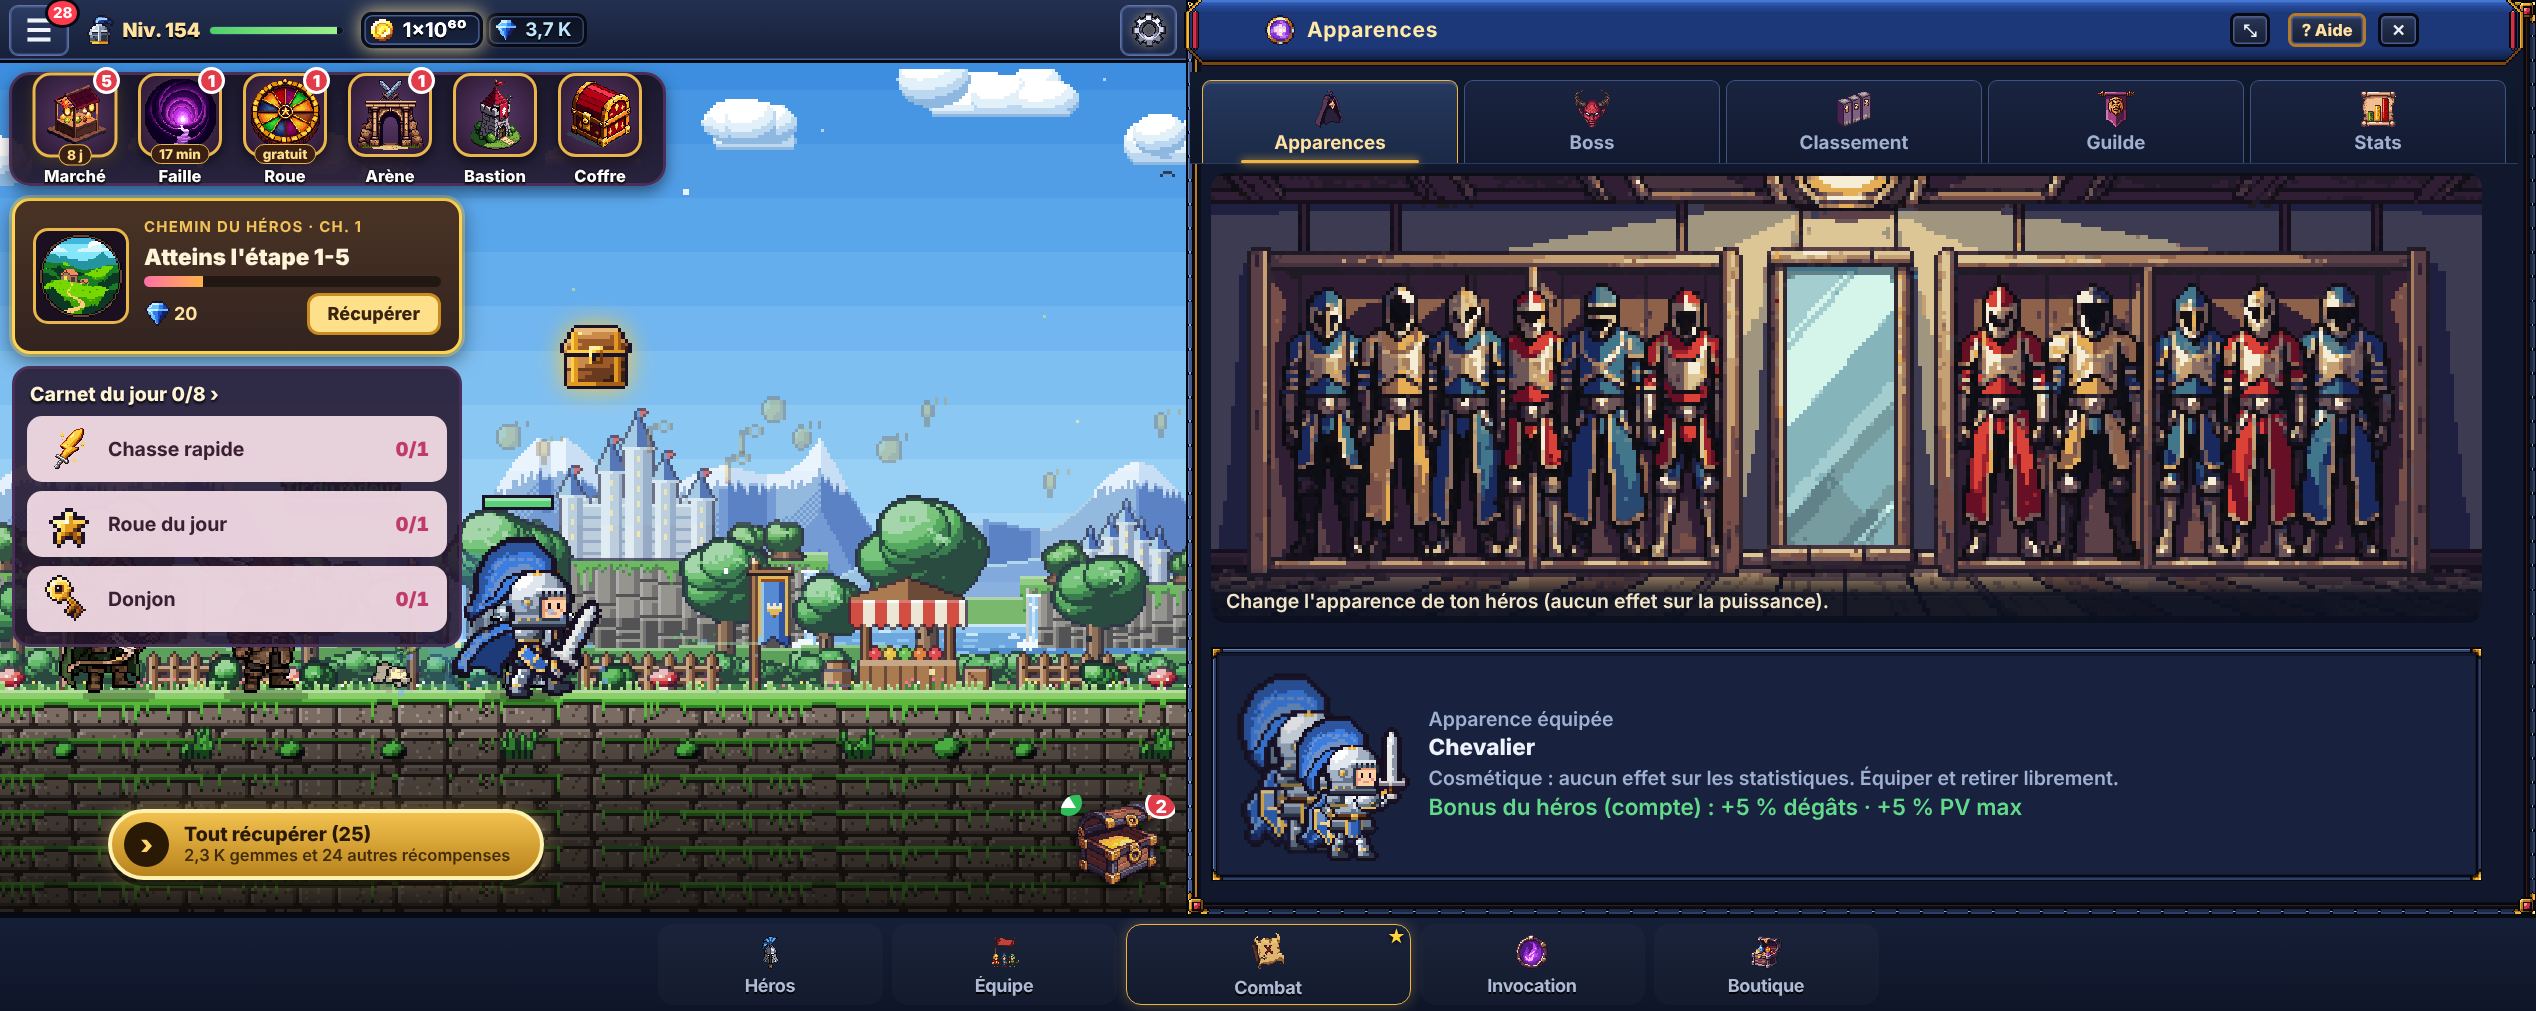 28
Niv. 154
1×10⁶⁰
3,7 K
Apparences
? Aide
5
1
1
1
8 j
17 min
gratuit
Marché
Faille
Roue
Arène
Bastion
Coffre
CHEMIN DU HÉROS · CH. 1
Atteins l'étape 1-5
20
Récupérer
Carnet du jour 0/8 ›
Chasse rapide
0/1
Roue du jour
0/1
Donjon
0/1
Tout récupérer (25)
2,3 K gemmes et 24 autres récompenses
2
Apparences
Boss
Classement
Guilde
Stats
Change l'apparence de ton héros (aucun effet sur la puissance).
Apparence équipée
Chevalier
Cosmétique : aucun effet sur les statistiques. Équiper et retirer librement.
Bonus du héros (compte) : +5 % dégâts · +5 % PV max
Héros
Équipe
Combat
Invocation
Boutique